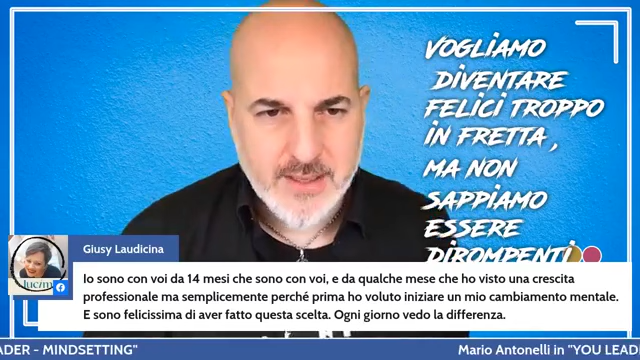 VOGLIAMO
DIVENTARE
FELICI TROPPO
IN FRETTA,
MA NON
SAPPIAMO
ESSERE
DIROMPENTI
Giusy Laudicina
Io sono con voi da 14 mesi che sono con voi, e da qualche mese che ho visto una crescita
professionale ma semplicemente perché prima ho voluto iniziare un mio cambiamento mentale.
E sono felicissima di aver fatto questa scelta. Ogni giorno vedo la differenza.
ADER - MINDSETTING" Mario Antonelli in "YOU LEAD